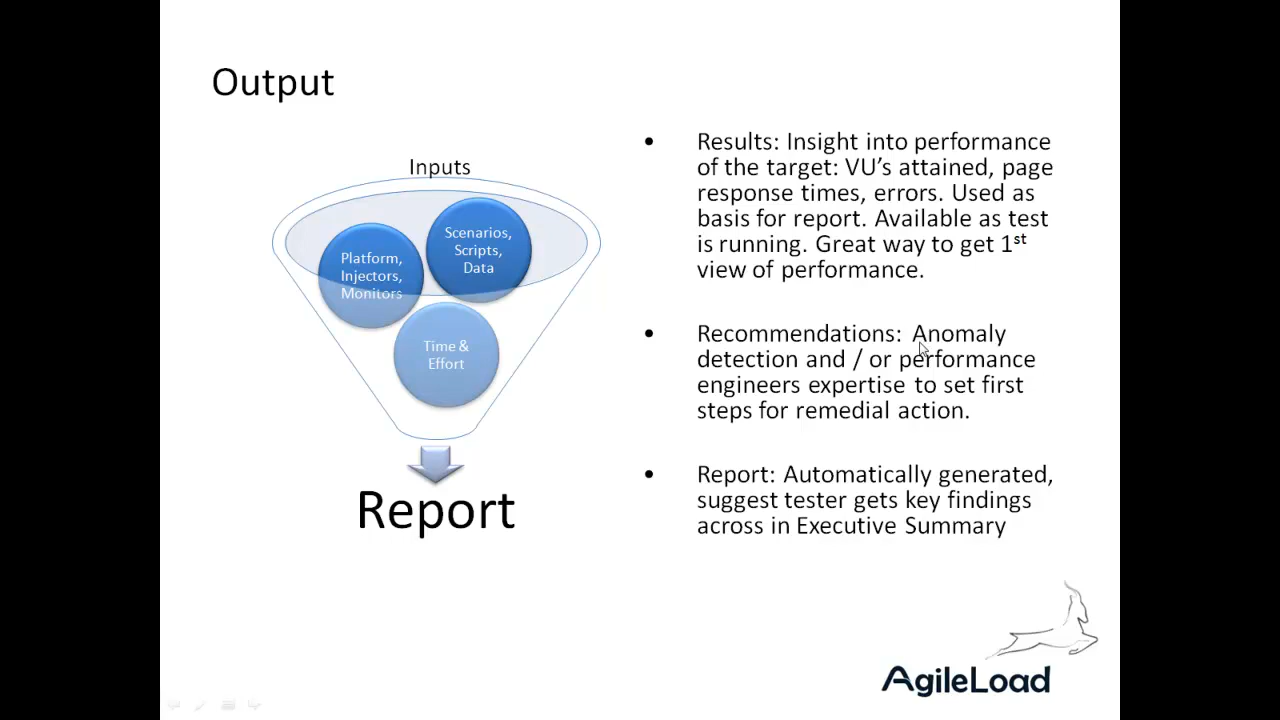 Output
Inputs
Platform,
Injectors,
Monitors
Scenarios,
Scripts,
Data
Time &
Effort
Report
• Results: Insight into performance
of the target: VU’s attained, page
response times, errors. Used as
basis for report. Available as test
is running. Great way to get 1st
view of performance.
• Recommendations: Anomaly
detection and / or performance
engineers expertise to set first
steps for remedial action.
• Report: Automatically generated,
suggest tester gets key findings
across in Executive Summary
AgileLoad